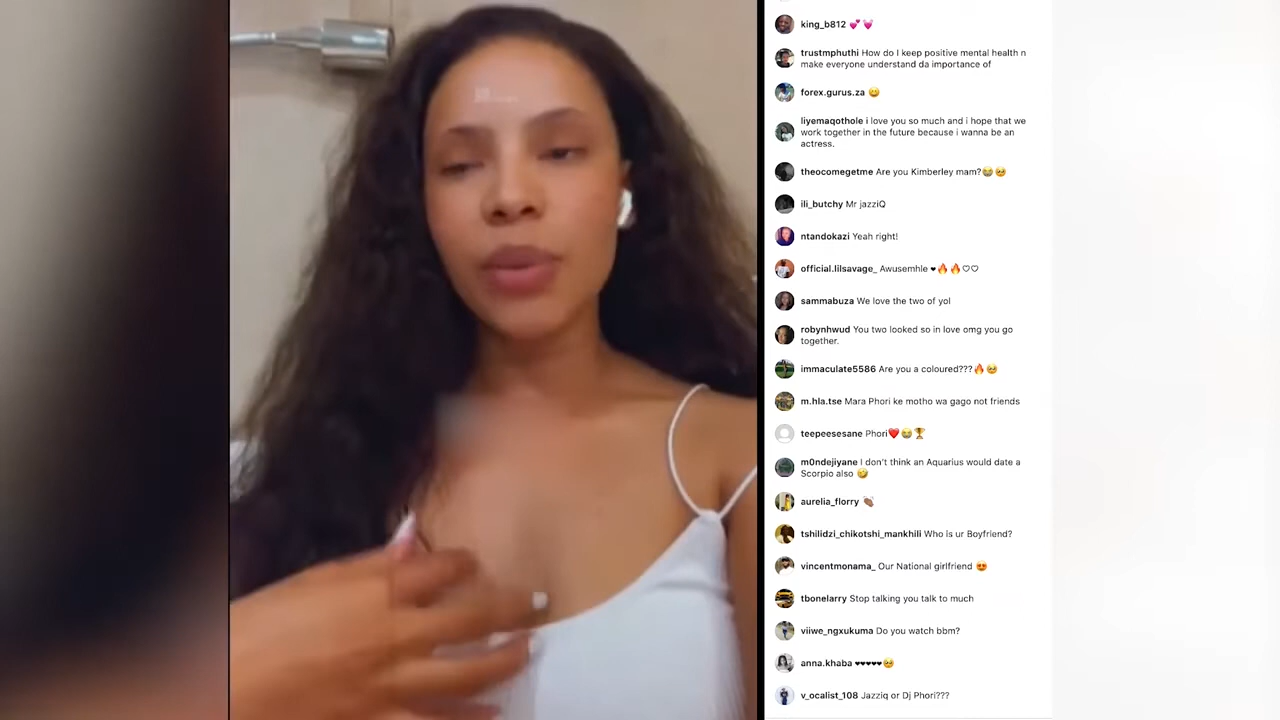 king_b812 💕💓
trustmphuthi How do I keep positive mental health n
make everyone understand da importance of
forex.gurus.za 😀
liyemaqothole i love you so much and i hope that we
work together in the future because i wanna be an
actress.
theocomegetme Are you Kimberley mam?😭🥹
ili_butchy Mr jazziQ
ntandokazi Yeah right!
official.lilsavage_ Awusemhle ❤🔥🔥♡♡
sammabuza We love the two of yol
robynhwud You two looked so in love omg you go
together.
immaculate5586 Are you a coloured???🔥🥹
m.hla.tse Mara Phori ke motho wa gago not friends
teepeesesane Phori❤️😭🏆
m0ndejiyane I don't think an Aquarius would date a
Scorpio also 🤣
aurelia_florry 👏🏾
tshilidzi_chikotshi_mankhili Who is ur Boyfriend?
vincentmonama_ Our National girlfriend 😍
tbonelarry Stop talking you talk to much
viiwe_ngxukuma Do you watch bbm?
anna.khaba ❤❤❤❤❤🥹
v_ocalist_108 Jazziq or Dj Phori???